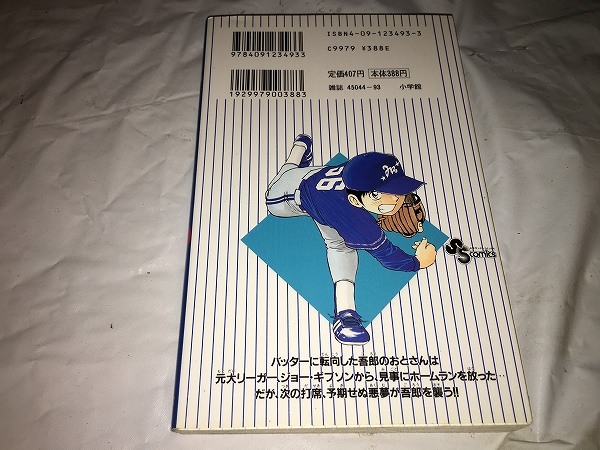 ISBN4-09-123493-3
C9979 ¥388E
9784091234933
定価407円 本体388円
雑誌 45044-93 小学館
1929979003883
66
SS comics
バッターに転向した吾郎のおとさんは
元大リーガー、ジョー・ギブソンから、見事にホームランを放った…
だが、次の打席、予期せぬ悪夢が吾郎を襲う!!